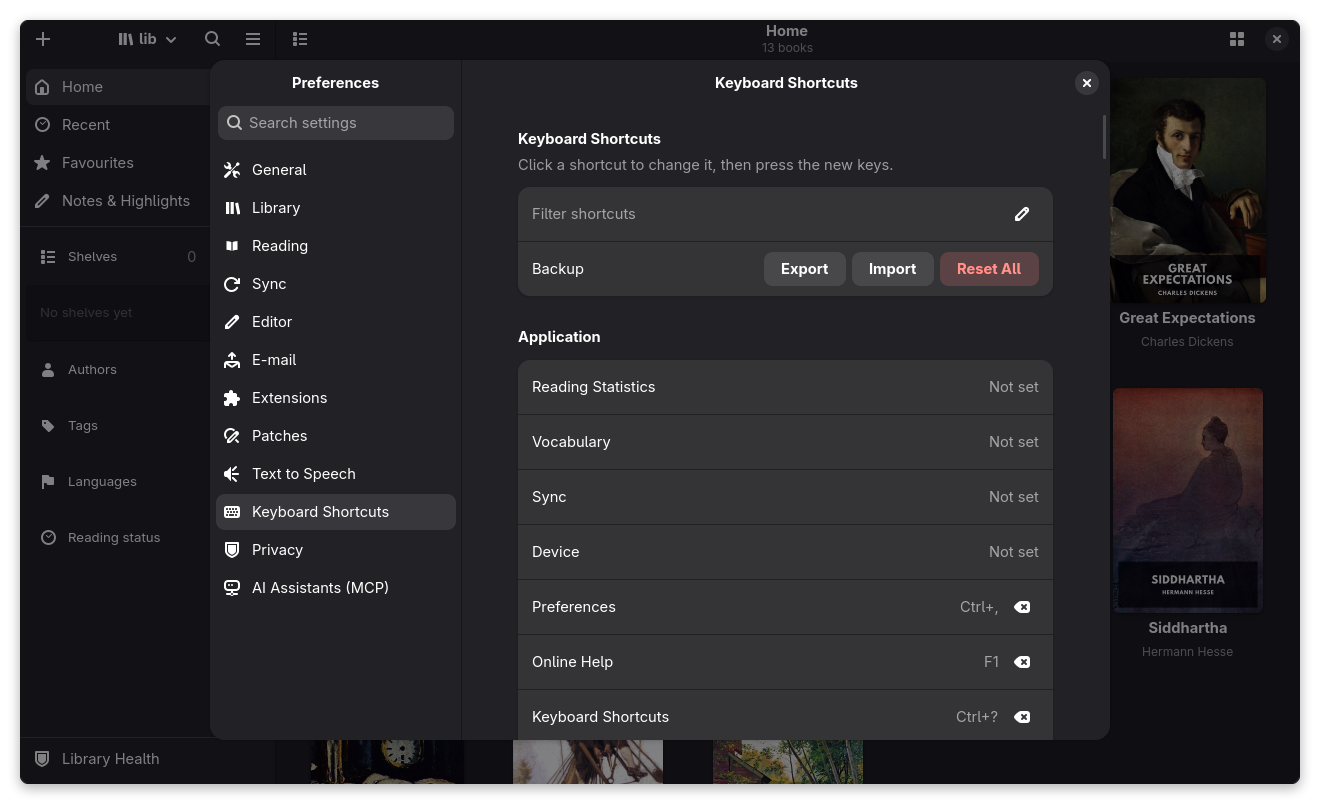 lib
Home
13 books
Home
Recent
Favourites
Notes & Highlights
Shelves 0
No shelves yet
Authors
Tags
Languages
Reading status
Library Health
Preferences
Search settings
General
Library
Reading
Sync
Editor
E-mail
Extensions
Patches
Text to Speech
Keyboard Shortcuts
Privacy
AI Assistants (MCP)
Keyboard Shortcuts
Keyboard Shortcuts
Click a shortcut to change it, then press the new keys.
Filter shortcuts
Backup Export Import Reset All
Application
Reading Statistics Not set
Vocabulary Not set
Sync Not set
Device Not set
Preferences Ctrl+,
Online Help F1
Keyboard Shortcuts Ctrl+?
GREAT
EXPECTATIONS
CHARLES DICKENS
Great Expectations
Charles Dickens
SIDDHARTHA
HERMANN HESSE
Siddhartha
Hermann Hesse